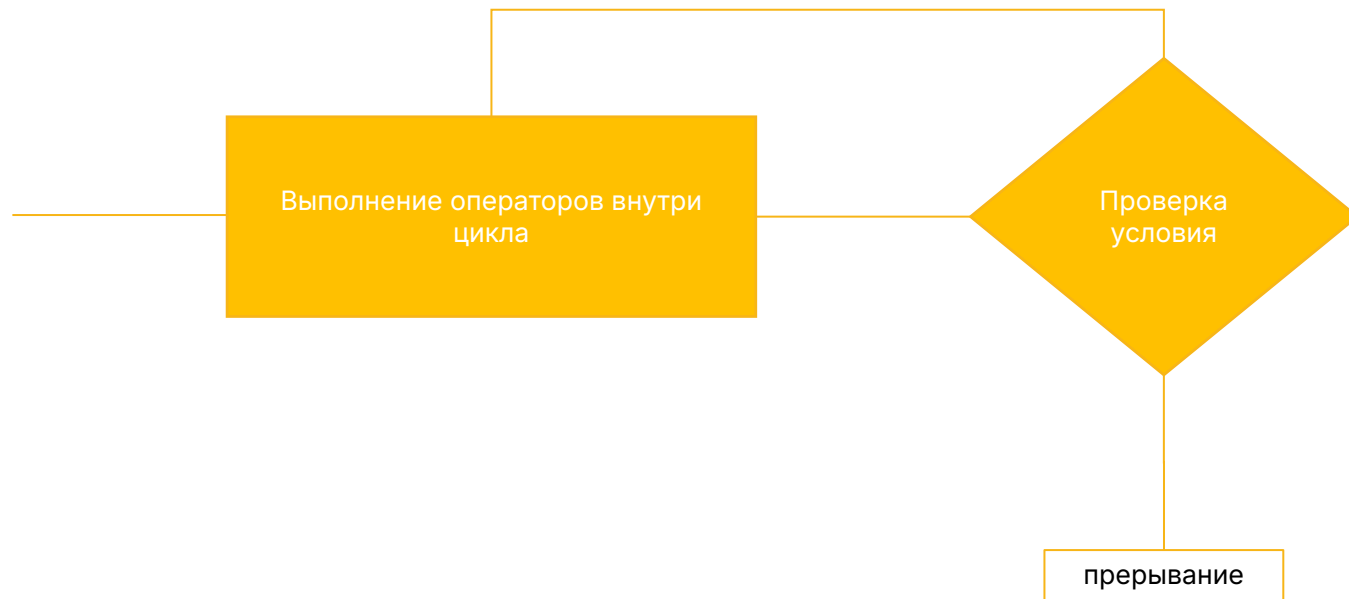 Выполнение операторов внутри
цикла
Проверка
условия
прерывание